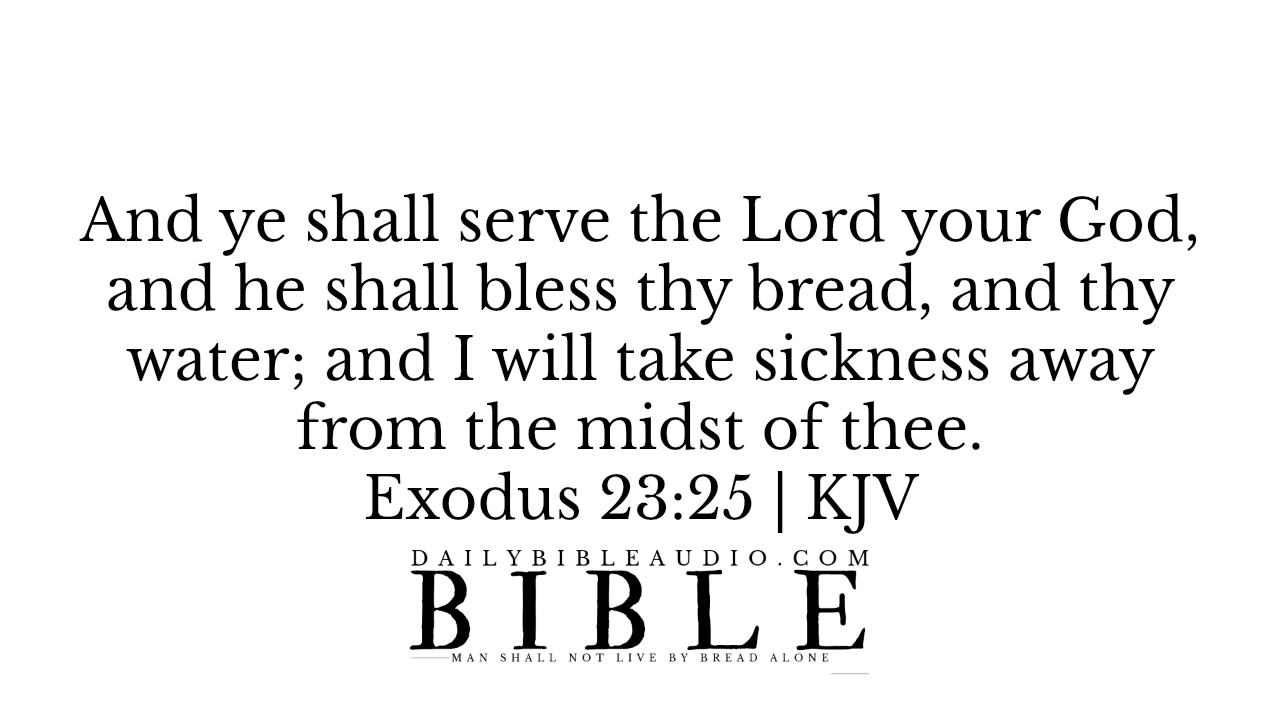 And ye shall serve the Lord your God,
and he shall bless thy bread, and thy
water; and I will take sickness away
from the midst of thee.
Exodus 23:25 | KJV
DAILYBIBLEAUDIO.COM
BIBLE
MAN SHALL NOT LIVE BY BREAD ALONE